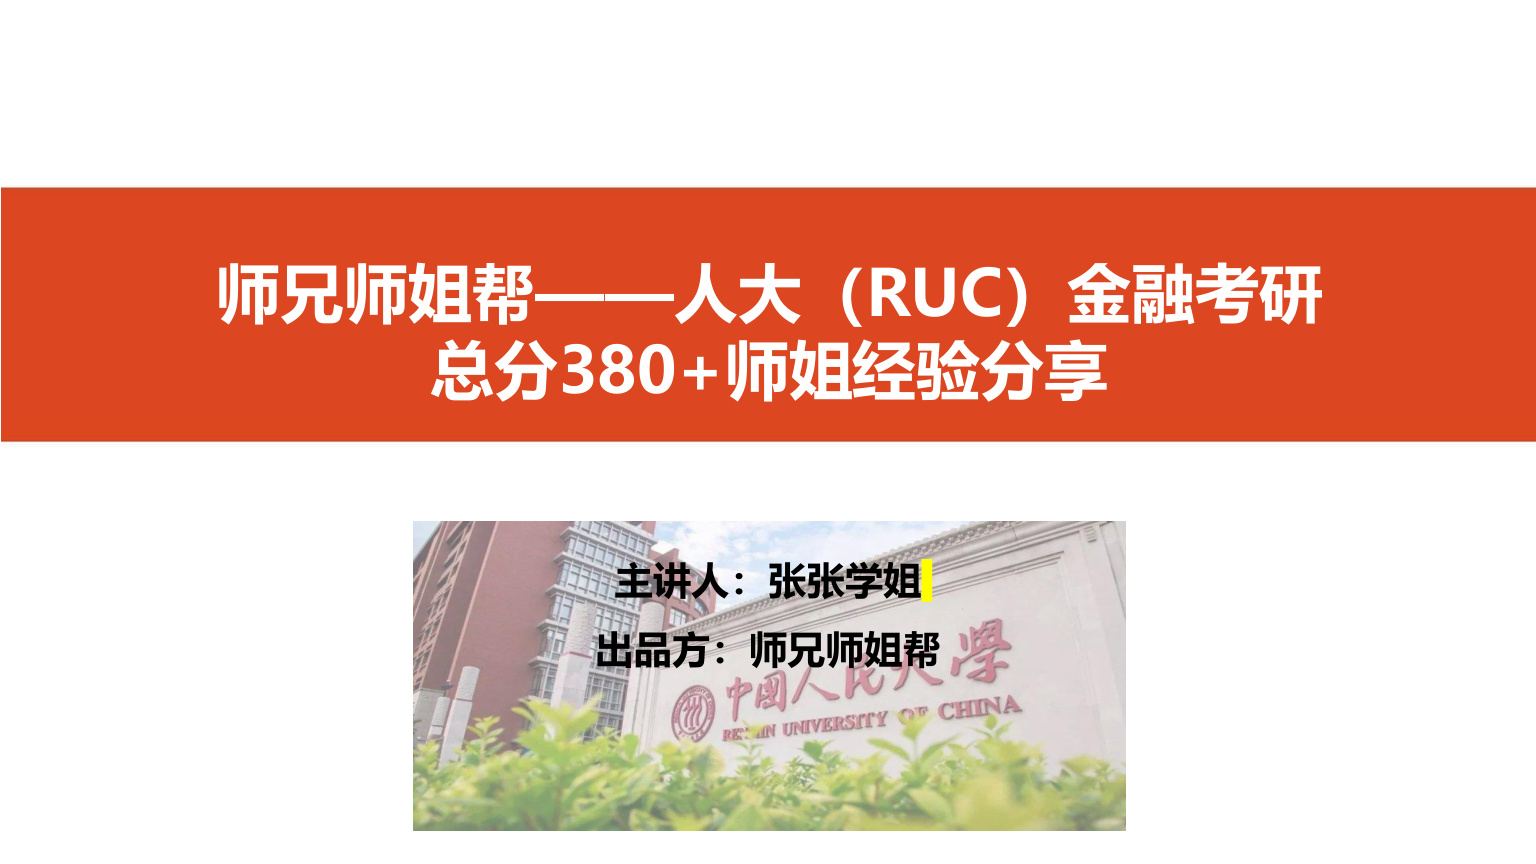 师兄师姐帮——人大（RUC）金融考研
总分380+师姐经验分享
主讲人：张张学姐
出品方：师兄师姐帮
中國人民大學
RENMIN UNIVERSITY OF CHINA